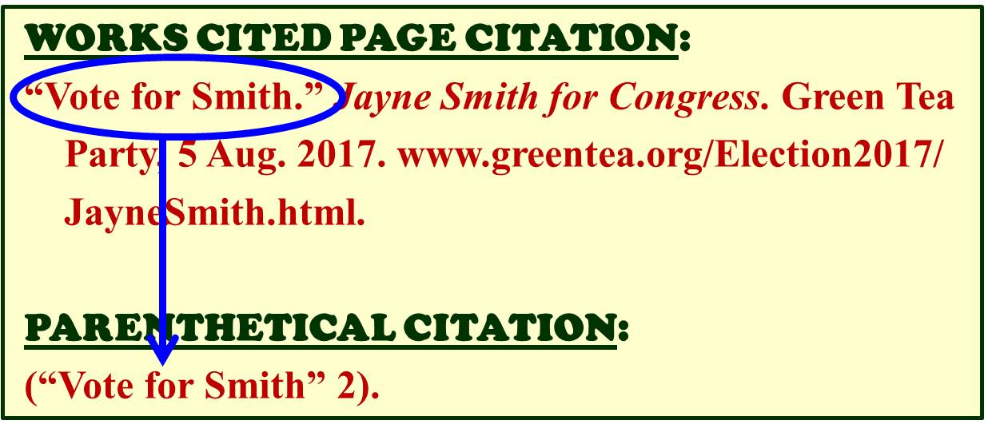 WORKS CITED PAGE CITATION:
“Vote for Smith.” Jayne Smith for Congress. Green Tea
Party, 5 Aug. 2017. www.greentea.org/Election2017/
JayneSmith.html.
PARENTHETICAL CITATION:
(“Vote for Smith” 2).